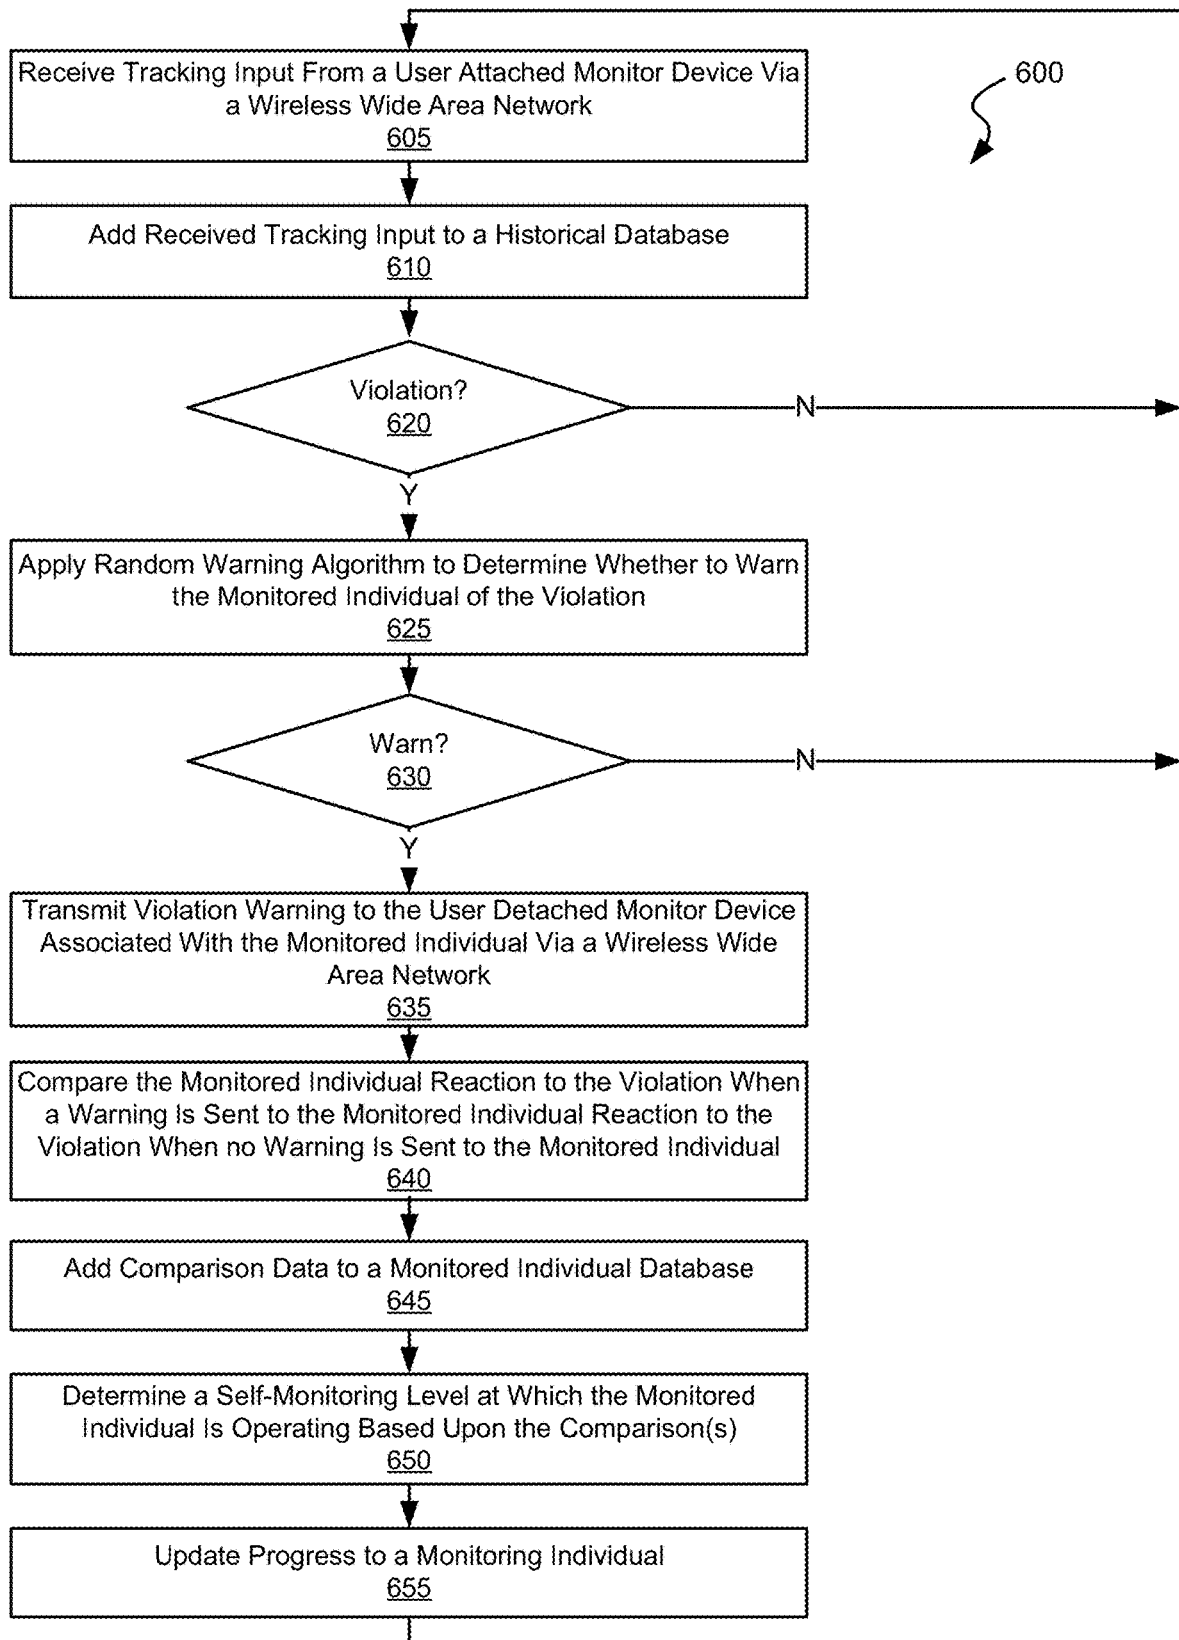 Receive Tracking Input From a User Attached Monitor Device Via
a Wireless Wide Area Network
605
600
Add Received Tracking Input to a Historical Database
610
Violation?
620
N
Y
Apply Random Warning Algorithm to Determine Whether to Warn
the Monitored Individual of the Violation
625
Warn?
630
N
Y
Transmit Violation Warning to the User Detached Monitor Device
Associated With the Monitored Individual Via a Wireless Wide
Area Network
635
Compare the Monitored Individual Reaction to the Violation When
a Warning Is Sent to the Monitored Individual Reaction to the
Violation When no Warning Is Sent to the Monitored Individual
640
Add Comparison Data to a Monitored Individual Database
645
Determine a Self-Monitoring Level at Which the Monitored
Individual Is Operating Based Upon the Comparison(s)
650
Update Progress to a Monitoring Individual
655